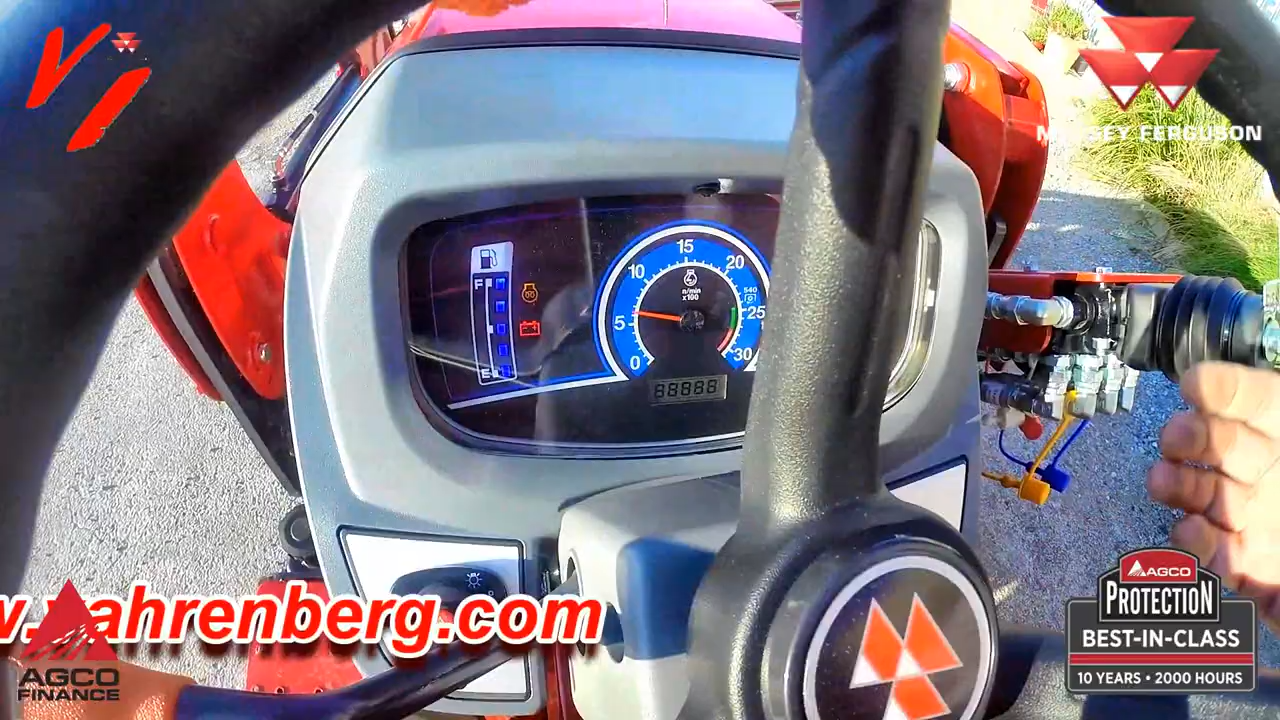 MASSEY FERGUSON
F
E
0
5
10
15
20
25
30
n/min
x100
540
88888
w.vahrenberg.com
AGCO
FINANCE
AGCO
PROTECTION
BEST-IN-CLASS
10 YEARS • 2000 HOURS